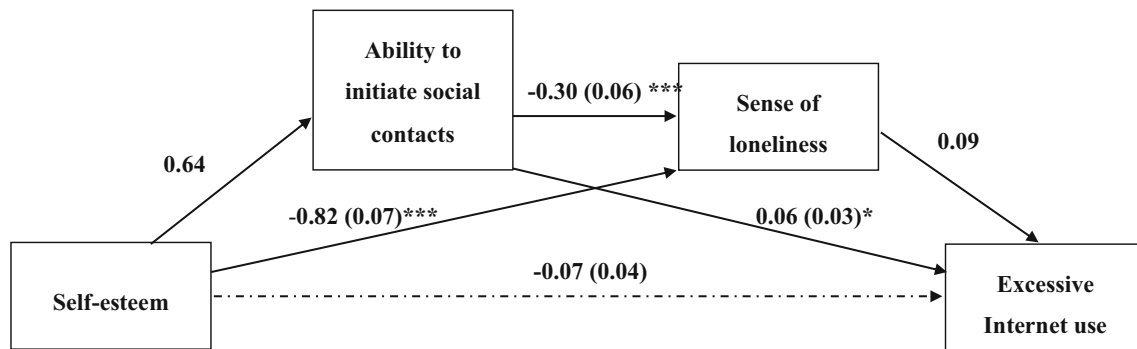 Ability to
initiate social
contacts
-0.30 (0.06) ***
Sense of
loneliness
0.64
0.09
-0.82 (0.07)***
0.06 (0.03)*
Self-esteem
-0.07 (0.04)
Excessive
Internet use